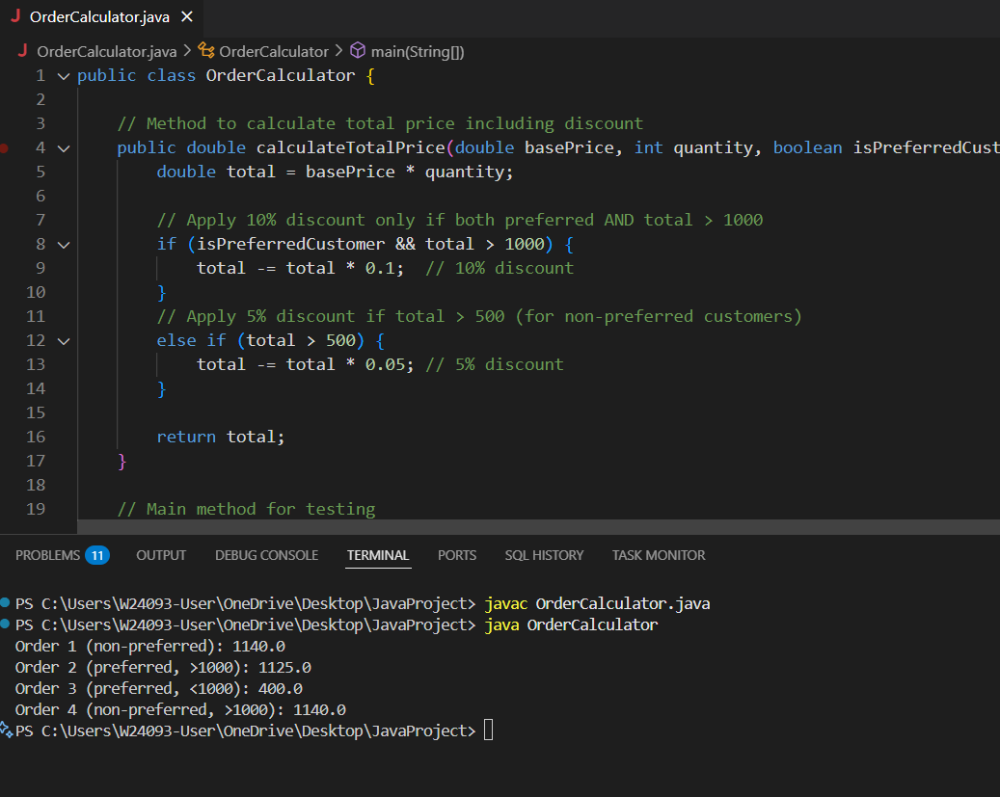 J OrderCalculator.java ×
J OrderCalculator.java > OrderCalculator > main(String[])
1 public class OrderCalculator {
2
3 // Method to calculate total price including discount
4 public double calculateTotalPrice(double basePrice, int quantity, boolean isPreferredCust
5 double total = basePrice * quantity;
6
7 // Apply 10% discount only if both preferred AND total > 1000
8 if (isPreferredCustomer && total > 1000) {
9 total -= total * 0.1; // 10% discount
10 }
11 // Apply 5% discount if total > 500 (for non-preferred customers)
12 else if (total > 500) {
13 total -= total * 0.05; // 5% discount
14 }
15
16 return total;
17 }
18
19 // Main method for testing
PROBLEMS 11 OUTPUT DEBUG CONSOLE TERMINAL PORTS SQL HISTORY TASK MONITOR
PS C:\Users\W24093-User\OneDrive\Desktop\JavaProject> javac OrderCalculator.java
PS C:\Users\W24093-User\OneDrive\Desktop\JavaProject> java OrderCalculator
Order 1 (non-preferred): 1140.0
Order 2 (preferred, >1000): 1125.0
Order 3 (preferred, <1000): 400.0
Order 4 (non-preferred, >1000): 1140.0
PS C:\Users\W24093-User\OneDrive\Desktop\JavaProject>